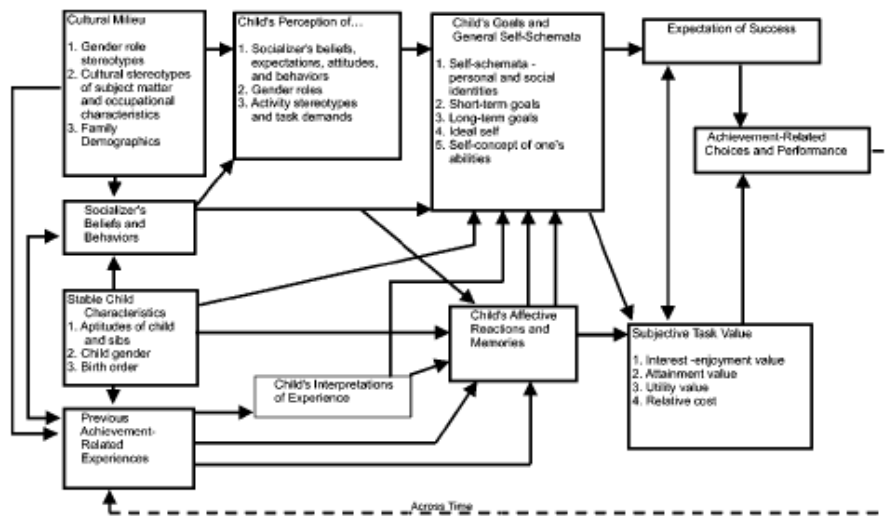 Cultural Milieu
1. Gender role
stereotypes
2. Cultural stereotypes
of subject matter
and occupational
characteristics
3. Family
Demographics
Child's Perception of...
1. Socializer's beliefs,
expectations, attitudes,
and behaviors
2. Gender roles
3. Activity stereotypes
and task demands
Child's Goals and
General Self-Schemata
1. Self-schemata -
personal and social
identities
2. Short-term goals
3. Long-term goals
4. Ideal self
5. Self-concept of one's
abilities
Expectation of Success
Achievement-Related
Choices and Performance
Socializer's
Beliefs and
Behaviors
Stable Child
Characteristics
1. Aptitudes of child
and sibs
2. Child gender
3. Birth order
Child's Affective
Reactions and
Memories
Subjective Task Value
1. Interest -enjoyment value
2. Attainment value
3. Utility value
4. Relative cost
Child's Interpretations
of Experience
Previous
Achievement-
Related
Experiences
Across Time